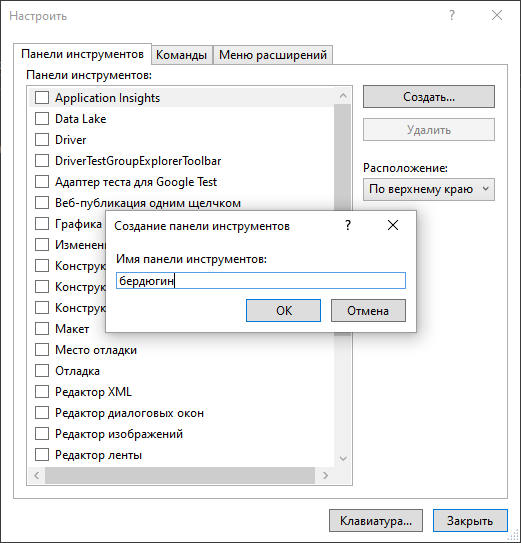 Настроить
Панели инструментов Команды Меню расширений
Панели инструментов:
Application Insights
Создать...
Data Lake
Удалить
Driver
DriverTestGroupExplorerToolbar
Расположение:
Адаптер теста для Google Test
По верхнему краю
Веб-публикация одним щелчком
Графика
Создание панели инструментов
Изменени
Имя панели инструментов:
Конструк
бердюгин
Конструк
Конструк
OK Отмена
Макет
Место отладки
Отладка
Редактор XML
Редактор диалоговых окон
Редактор изображений
Редактор ленты
Клавиатура... Закрыть